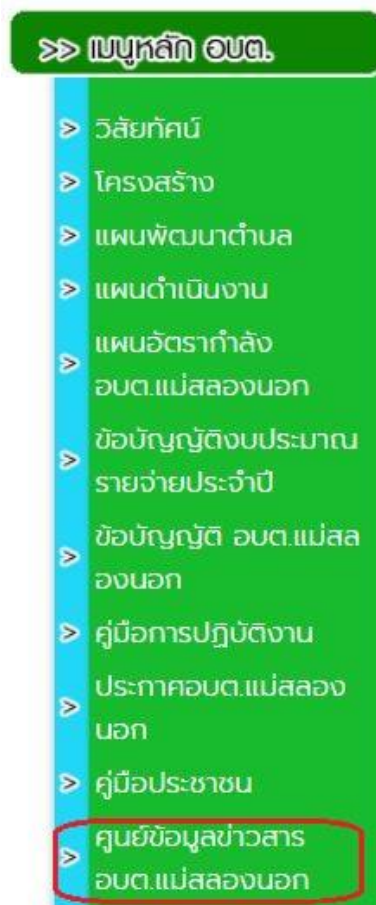 >> เมนูหลัก อบต.
> วิสัยทัศน์
> โครงสร้าง
> แผนพัฒนาตำบล
> แผนดำเนินงาน
> แผนอัตรากำลัง
อบต.แม่สลองนอก
> ข้อบัญญัติงบประมาณ
รายจ่ายประจำปี
> ข้อบัญญัติ อบต.แม่สล
องนอก
> คู่มือการปฏิบัติงาน
> ประกาศอบต.แม่สลอง
นอก
> คู่มือประชาชน
> ศูนย์ข้อมูลข่าวสาร
อบต.แม่สลองนอก